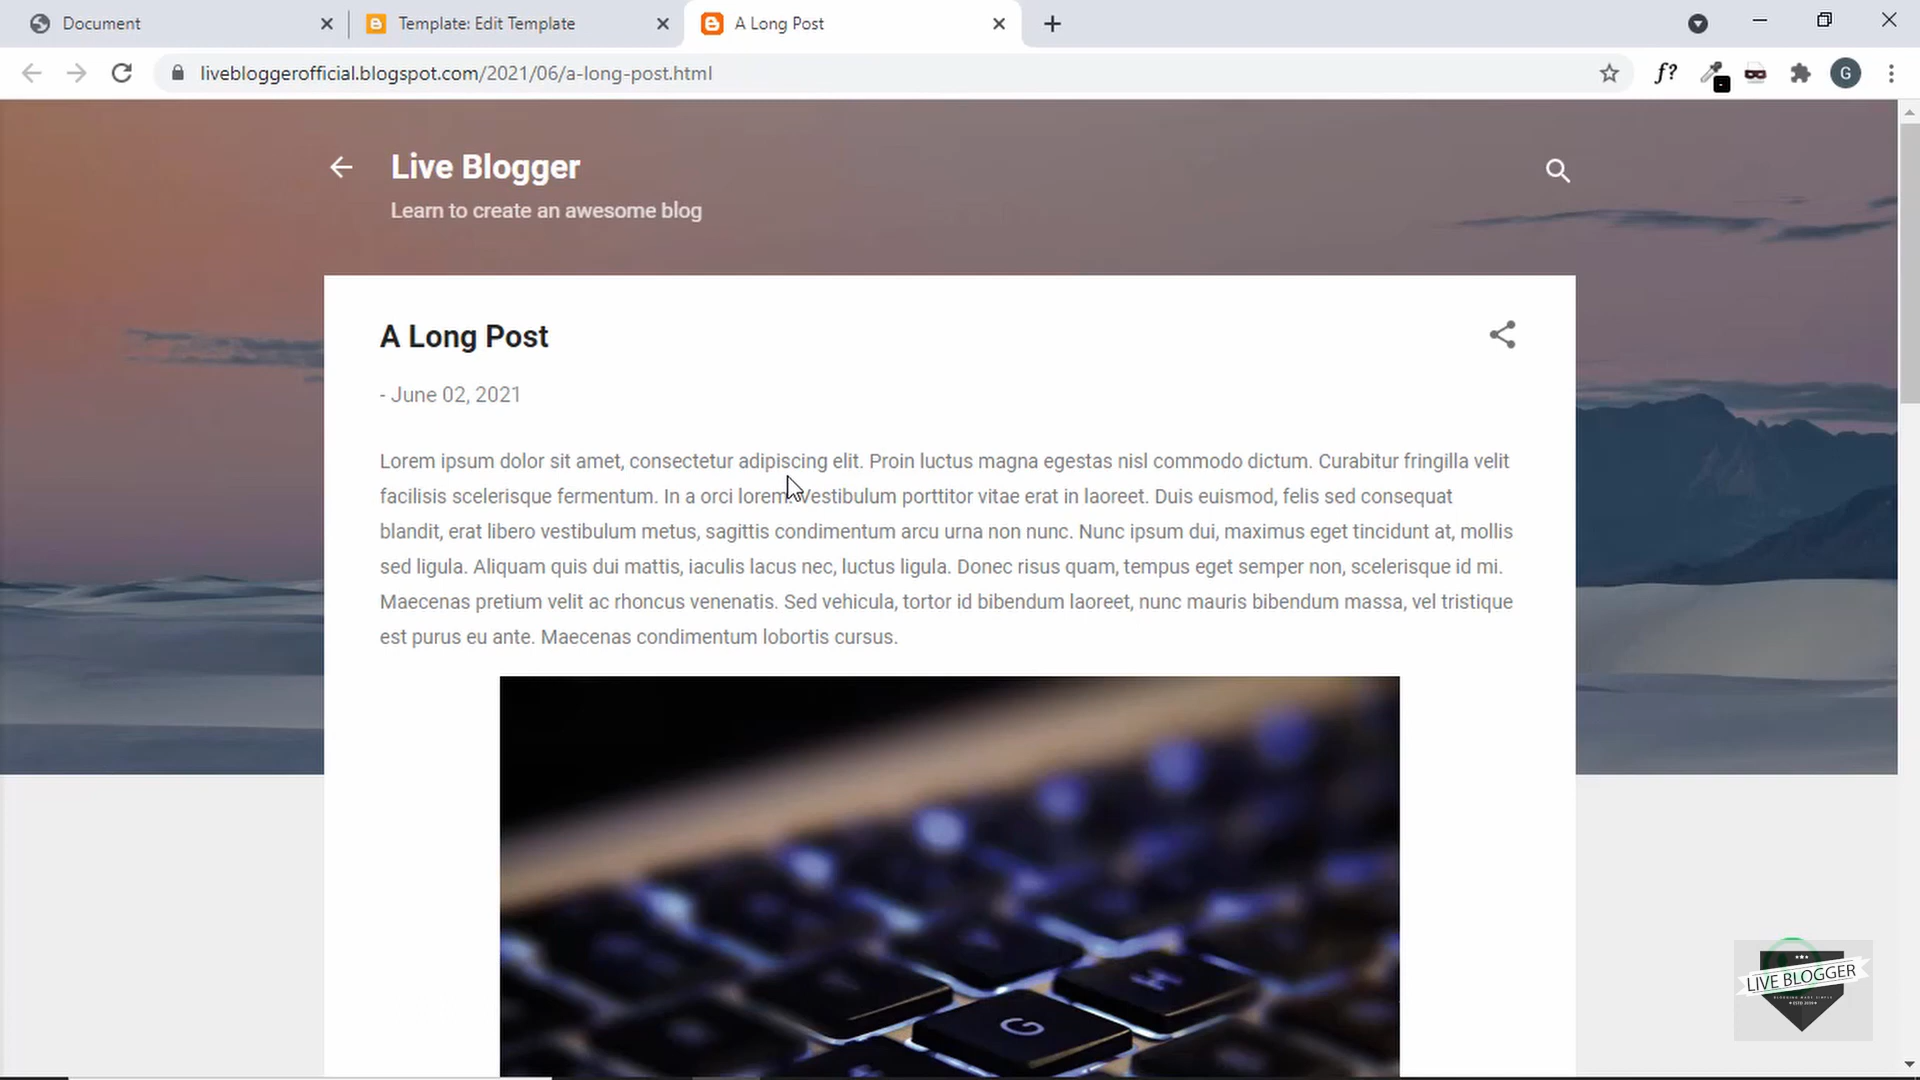 Document
Template: Edit Template
A Long Post
livebloggerofficial.blogspot.com/2021/06/a-long-post.html
f?
G
Live Blogger
Learn to create an awesome blog
A Long Post
- June 02, 2021
Lorem ipsum dolor sit amet, consectetur adipiscing elit. Proin luctus magna egestas nisl commodo dictum. Curabitur fringilla velit
facilisis scelerisque fermentum. In a orci lorem. Vestibulum porttitor vitae erat in laoreet. Duis euismod, felis sed consequat
blandit, erat libero vestibulum metus, sagittis condimentum arcu urna non nunc. Nunc ipsum dui, maximus eget tincidunt at, mollis
sed ligula. Aliquam quis dui mattis, iaculis lacus nec, luctus ligula. Donec risus quam, tempus eget semper non, scelerisque id mi.
Maecenas pretium velit ac rhoncus venenatis. Sed vehicula, tortor id bibendum laoreet, nunc mauris bibendum massa, vel tristique
est purus eu ante. Maecenas condimentum lobortis cursus.
G
LIVE BLOGGER